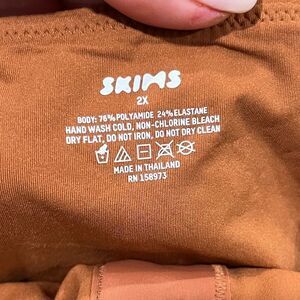 SKIMS
2X
BODY: 76% POLYAMIDE 24% ELASTANE
HAND WASH COLD, NON-CHLORINE BLEACH
DRY FLAT, DO NOT IRON, DO NOT DRY CLEAN
MADE IN THAILAND
RN 158973